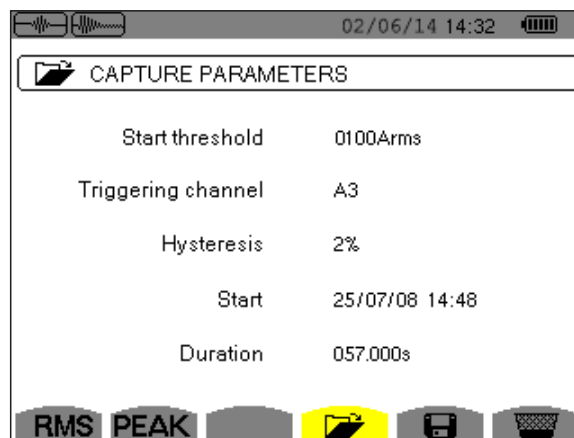 02/06/14 14:32
CAPTURE PARAMETERS
Start threshold 0100Arms
Triggering channel A3
Hysteresis 2%
Start 25/07/08 14:48
Duration 057.000s
RMS PEAK